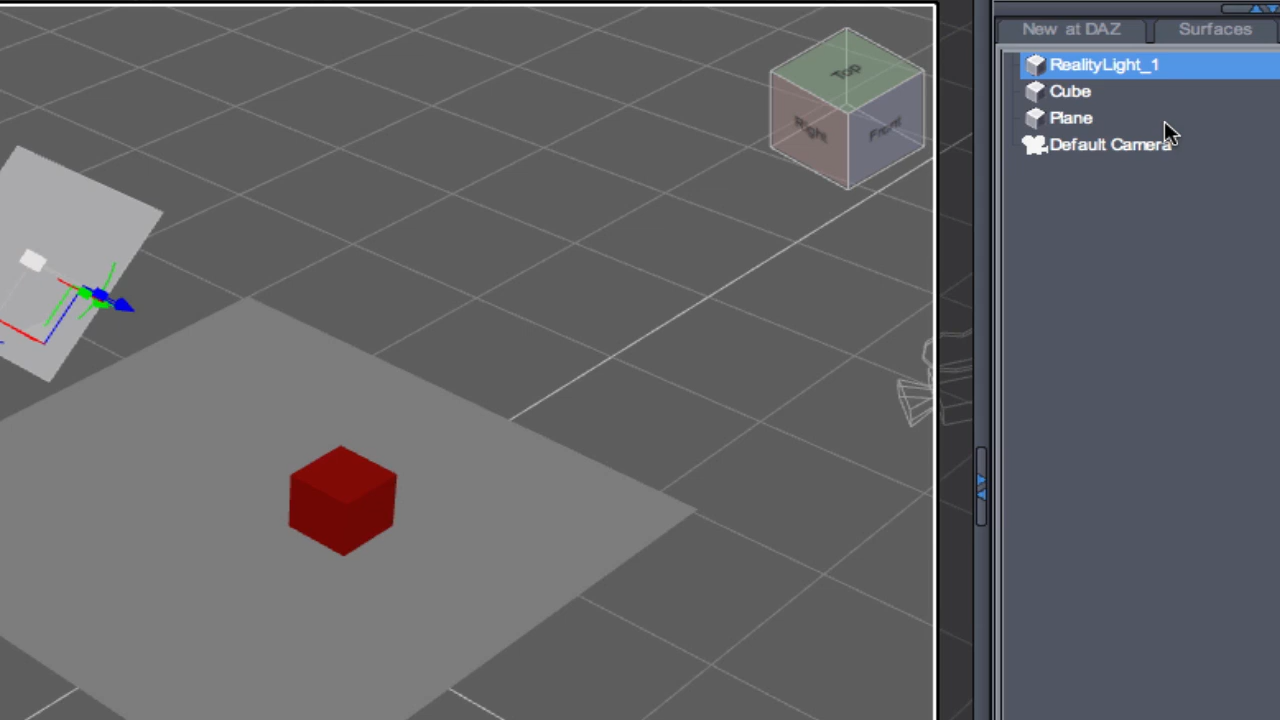 New at DAZ
Surfaces
RealityLight_1
Cube
Plane
Default Camera
Top
Right
Front